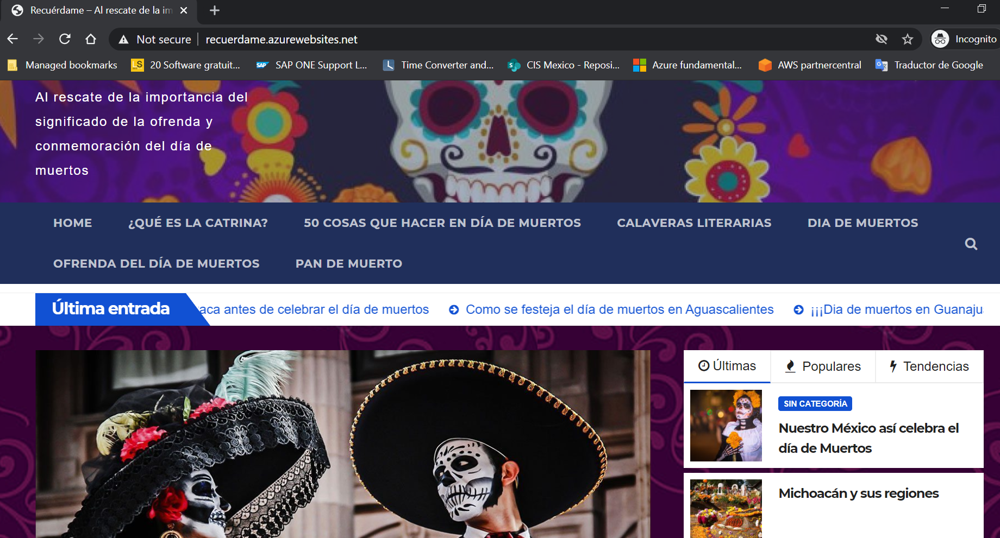 Recuérdame – Al rescate de la im
Not secure
recuerdame.azurewebsites.net
Incognito
Managed bookmarks
20 Software gratuit...
SAP ONE Support L...
Time Converter and...
CIS Mexico - Reposi...
Azure fundamental...
AWS partnercentral
Traductor de Google
Al rescate de la importancia del
significado de la ofrenda y
conmemoración del día de
muertos
HOME
¿QUÉ ES LA CATRINA?
50 COSAS QUE HACER EN DÍA DE MUERTOS
CALAVERAS LITERARIAS
DIA DE MUERTOS
OFRENDA DEL DÍA DE MUERTOS
PAN DE MUERTO
Última entrada
aca antes de celebrar el día de muertos
Como se festeja el día de muertos en Aguascalientes
¡¡¡Dia de muertos en Guanaju
Últimas
Populares
Tendencias
SIN CATEGORÍA
Nuestro México así celebra el
día de Muertos
Michoacán y sus regiones